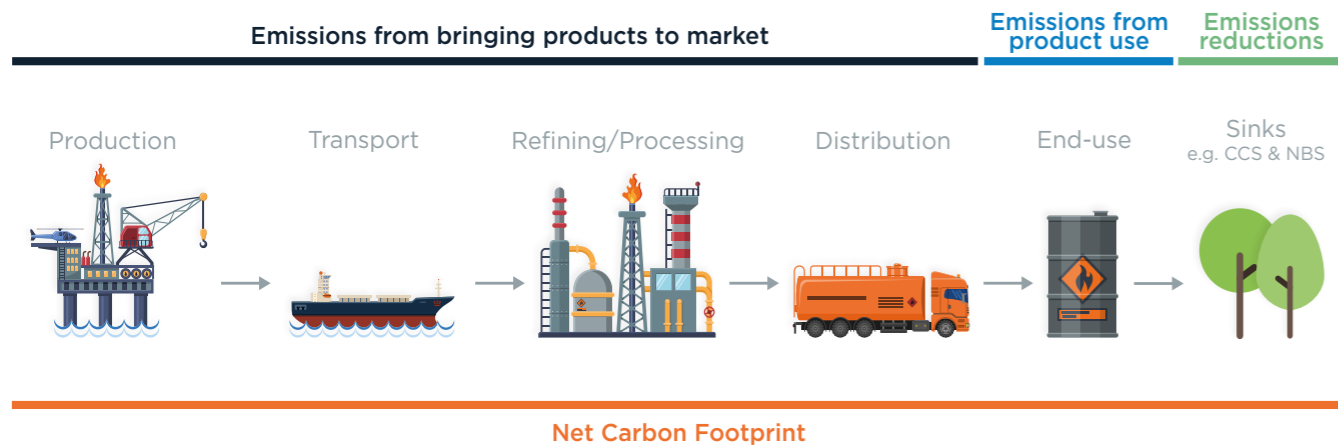 Emissions from bringing products to market
Emissions from
product use
Emissions
reductions
Production
Transport
Refining/Processing
Distribution
End-use
Sinks
e.g. CCS & NBS
Net Carbon Footprint